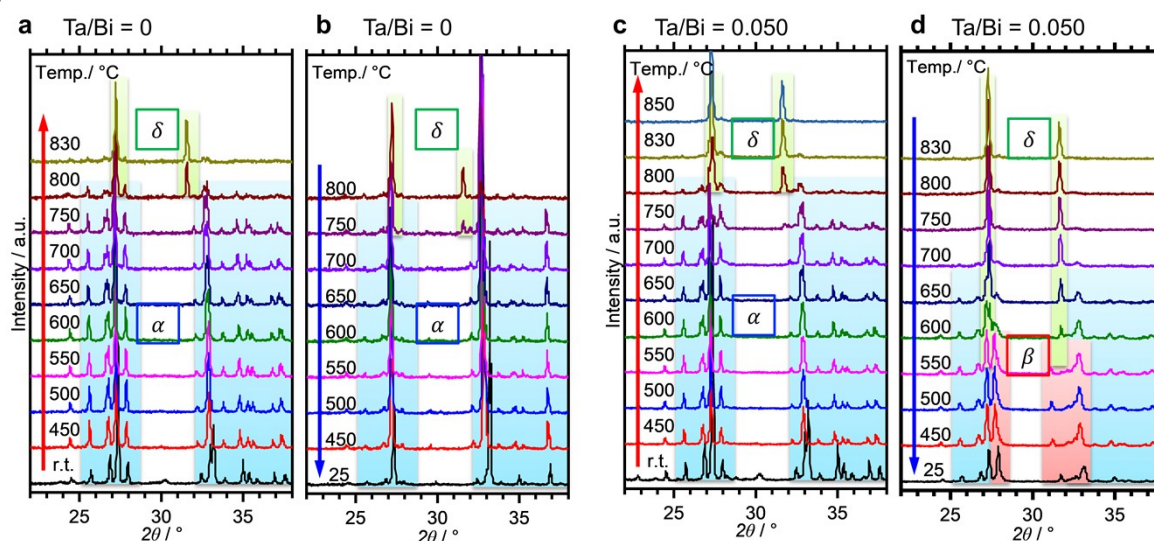 a Ta/Bi = 0
Temp./ °C
830
800
750
700
650
600
550
500
450
r.t.
δ
α
Intensity / a.u.
25 30 35
2θ / °
b Ta/Bi = 0
800
750
700
650
600
550
500
450
25
δ
α
25 30 35
2θ / °
c Ta/Bi = 0.050
Temp./ °C
850
830
800
750
700
650
600
550
500
450
r.t.
δ
α
Intensity / a.u.
25 30 35
2θ / °
d Ta/Bi = 0.050
830
800
750
700
650
600
550
500
450
25
δ
β
25 30 35
2θ / °